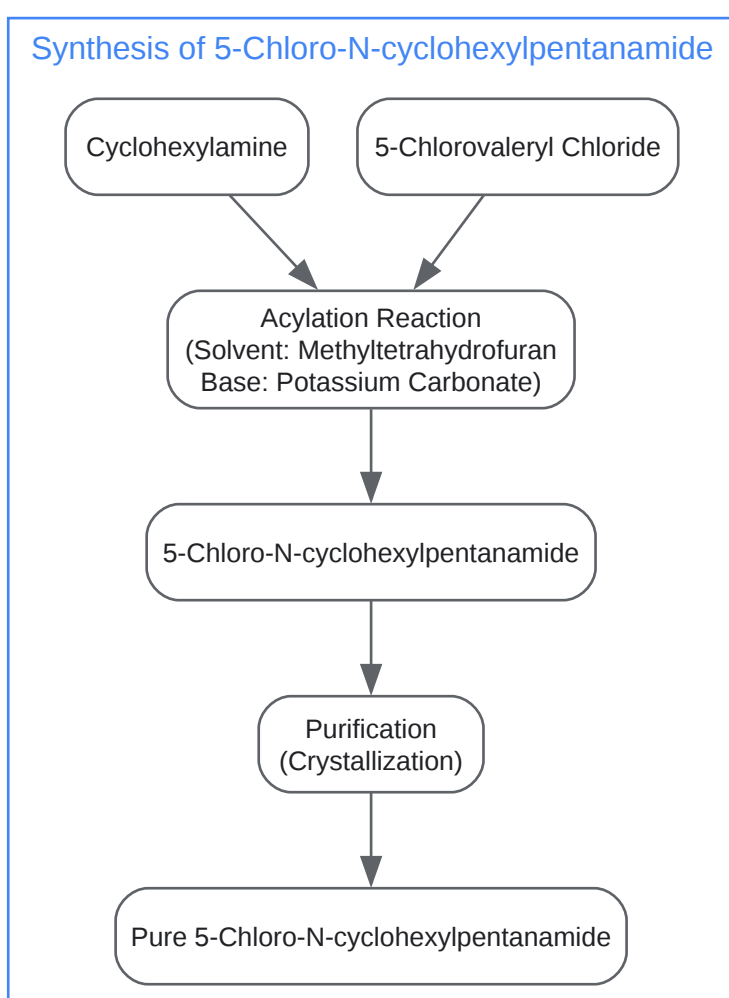 Synthesis of 5-Chloro-N-cyclohexylpentanamide
Cyclohexylamine
5-Chlorovaleryl Chloride
Acylation Reaction
(Solvent: Methyltetrahydrofuran
Base: Potassium Carbonate)
5-Chloro-N-cyclohexylpentanamide
Purification
(Crystallization)
Pure 5-Chloro-N-cyclohexylpentanamide